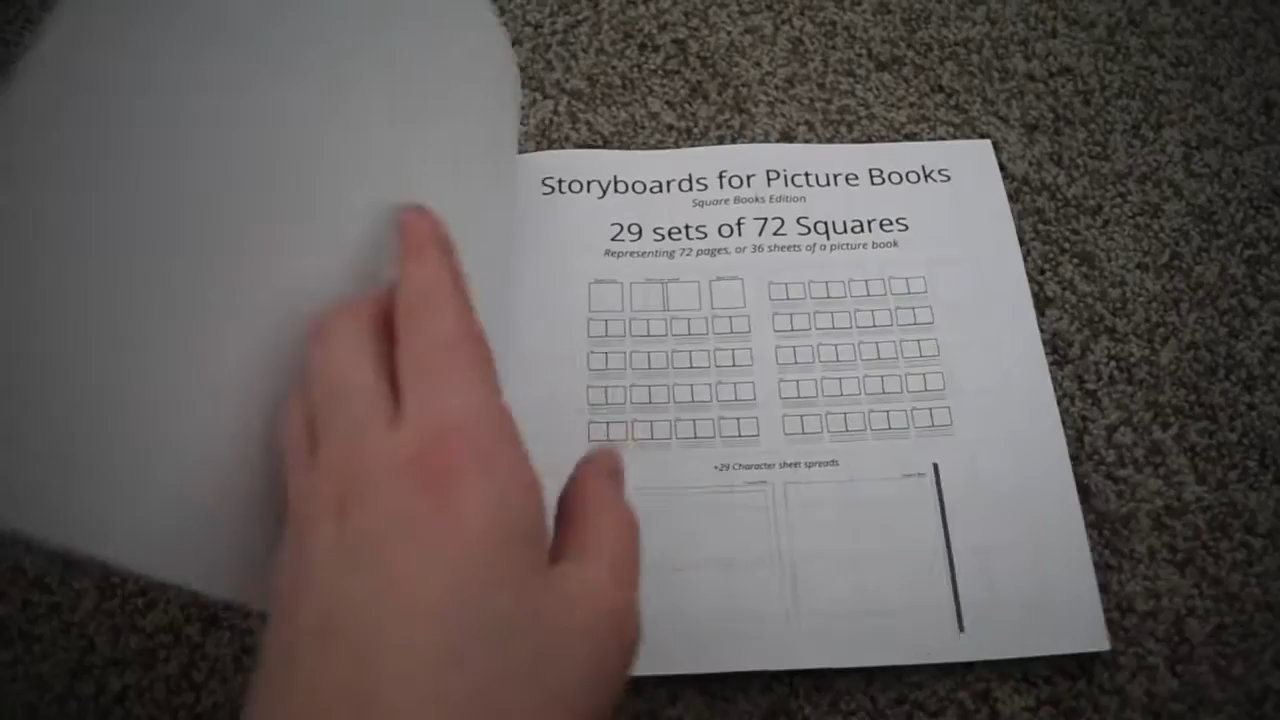 Storyboards for Picture Books
Square Books Edition
29 sets of 72 Squares
Representing 72 pages, or 36 sheets of a picture book
+29 Character sheet spreads